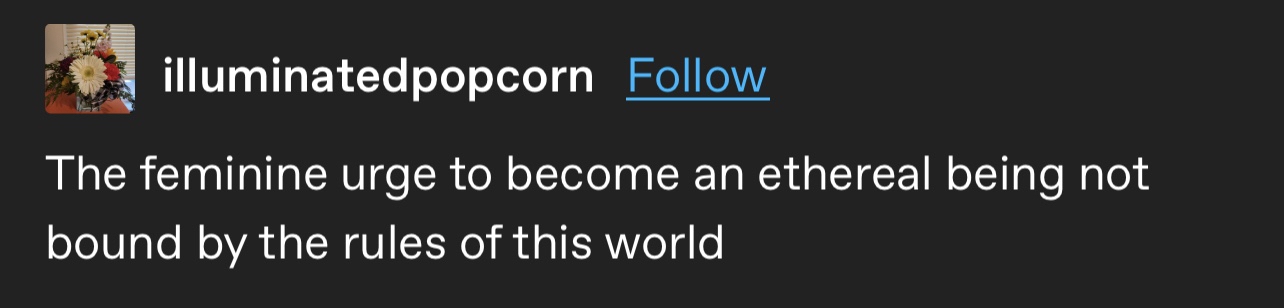 illuminatedpopcorn Follow
The feminine urge to become an ethereal being not
bound by the rules of this world